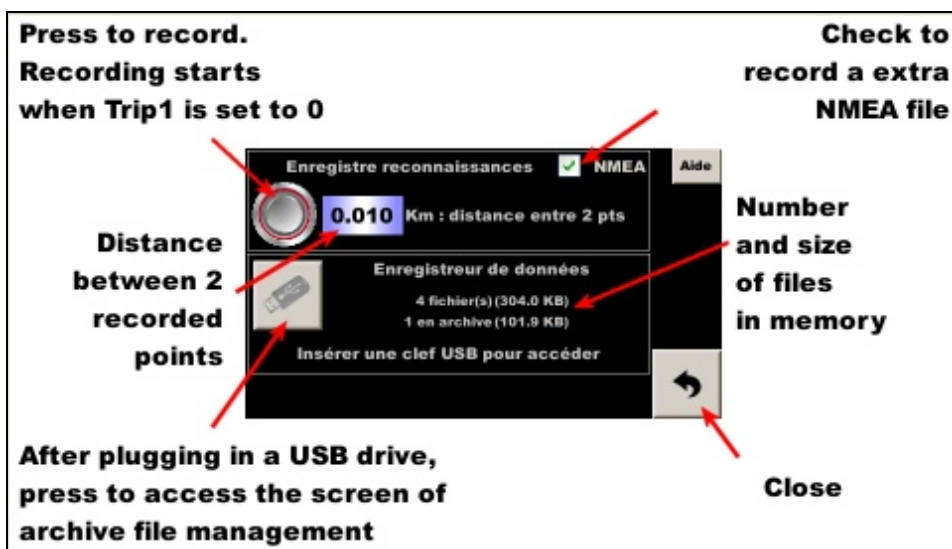 Press to record.
Recording starts
when Trip1 is set to 0
Check to
record a extra
NMEA file
Enregistre reconnaissances
NMEA
Aide
0.010 Km : distance entre 2 pts
Distance
between 2
recorded
points
Number
and size
of files
in memory
Enregistreur de données
4 fichier(s) (304.0 KB)
1 en archive (101.9 KB)
Insérer une clef USB pour accéder
After plugging in a USB drive,
press to access the screen of
archive file management
Close